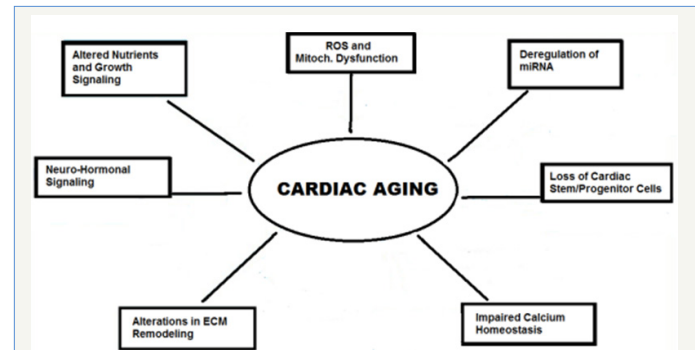 Altered Nutrients
and Growth
Signaling
ROS and
Mitoch. Dysfunction
Deregulation of
miRNA
Neuro-Hormonal
Signaling
CARDIAC AGING
Loss of Cardiac
Stem/Progenitor Cells
Alterations in ECM
Remodeling
Impaired Calcium
Homeostasis